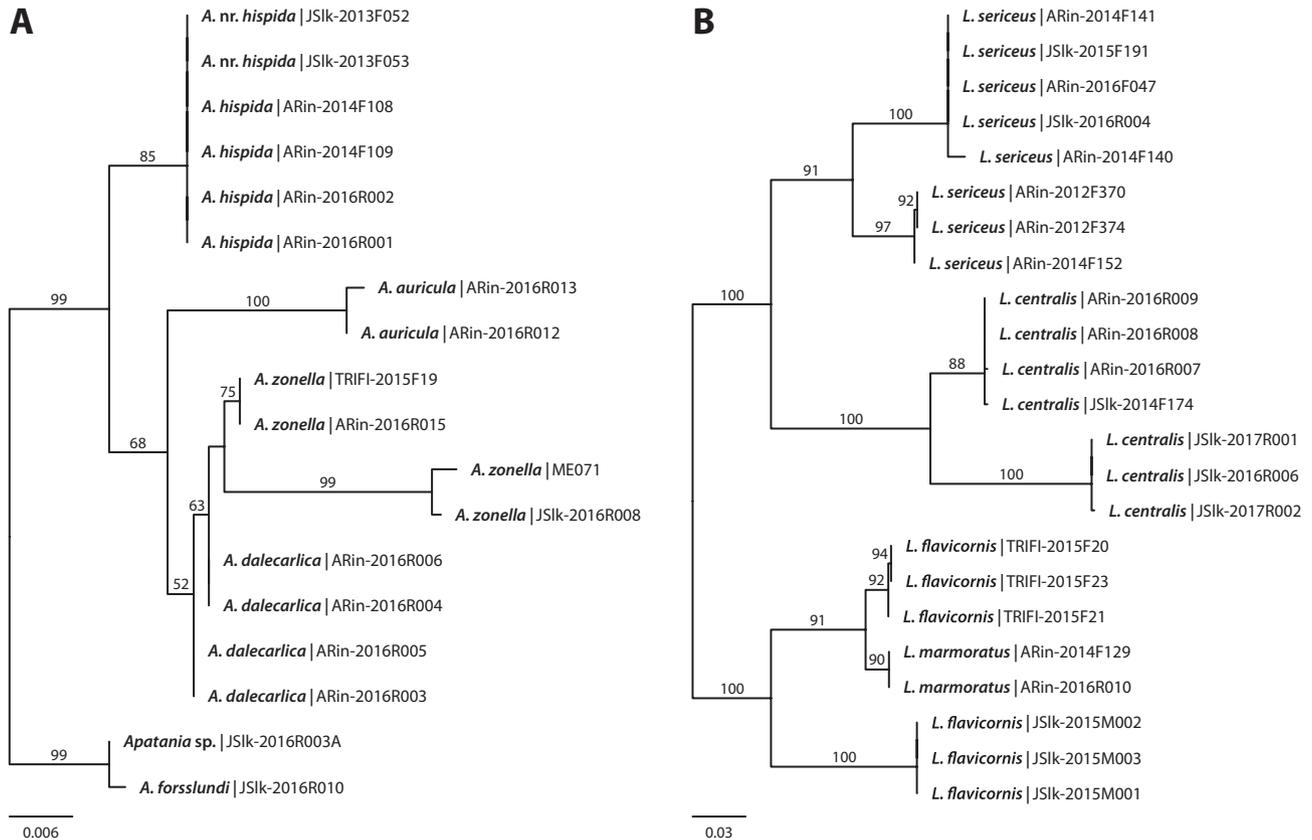 A
A. nr. hispida | JSlk-2013F052
A. nr. hispida | JSlk-2013F053
A. hispida | ARin-2014F108
A. hispida | ARin-2014F109
85
A. hispida | ARin-2016R002
A. hispida | ARin-2016R001
A. auricula | ARin-2016R013
99
100
A. auricula | ARin-2016R012
A. zonella | TRIFI-2015F19
75
A. zonella | ARin-2016R015
68
A. zonella | ME071
99
A. zonella | JSlk-2016R008
63
A. dalecarlica | ARin-2016R006
52
A. dalecarlica | ARin-2016R004
A. dalecarlica | ARin-2016R005
A. dalecarlica | ARin-2016R003
Apatania sp. | JSlk-2016R003A
99
A. forsslundi | JSlk-2016R010
0.006
B
L. sericeus | ARin-2014F141
L. sericeus | JSlk-2015F191
L. sericeus | ARin-2016F047
100
L. sericeus | JSlk-2016R004
L. sericeus | ARin-2014F140
91
L. sericeus | ARin-2012F370
92
L. sericeus | ARin-2012F374
97
L. sericeus | ARin-2014F152
100
L. centralis | ARin-2016R009
L. centralis | ARin-2016R008
88
L. centralis | ARin-2016R007
L. centralis | JSlk-2014F174
100
L. centralis | JSlk-2017R001
100
L. centralis | JSlk-2016R006
L. centralis | JSlk-2017R002
L. flavicornis | TRIFI-2015F20
94
92
L. flavicornis | TRIFI-2015F23
L. flavicornis | TRIFI-2015F21
91
L. marmoratus | ARin-2014F129
90
L. marmoratus | ARin-2016R010
100
L. flavicornis | JSlk-2015M002
100
L. flavicornis | JSlk-2015M003
L. flavicornis | JSlk-2015M001
0.03